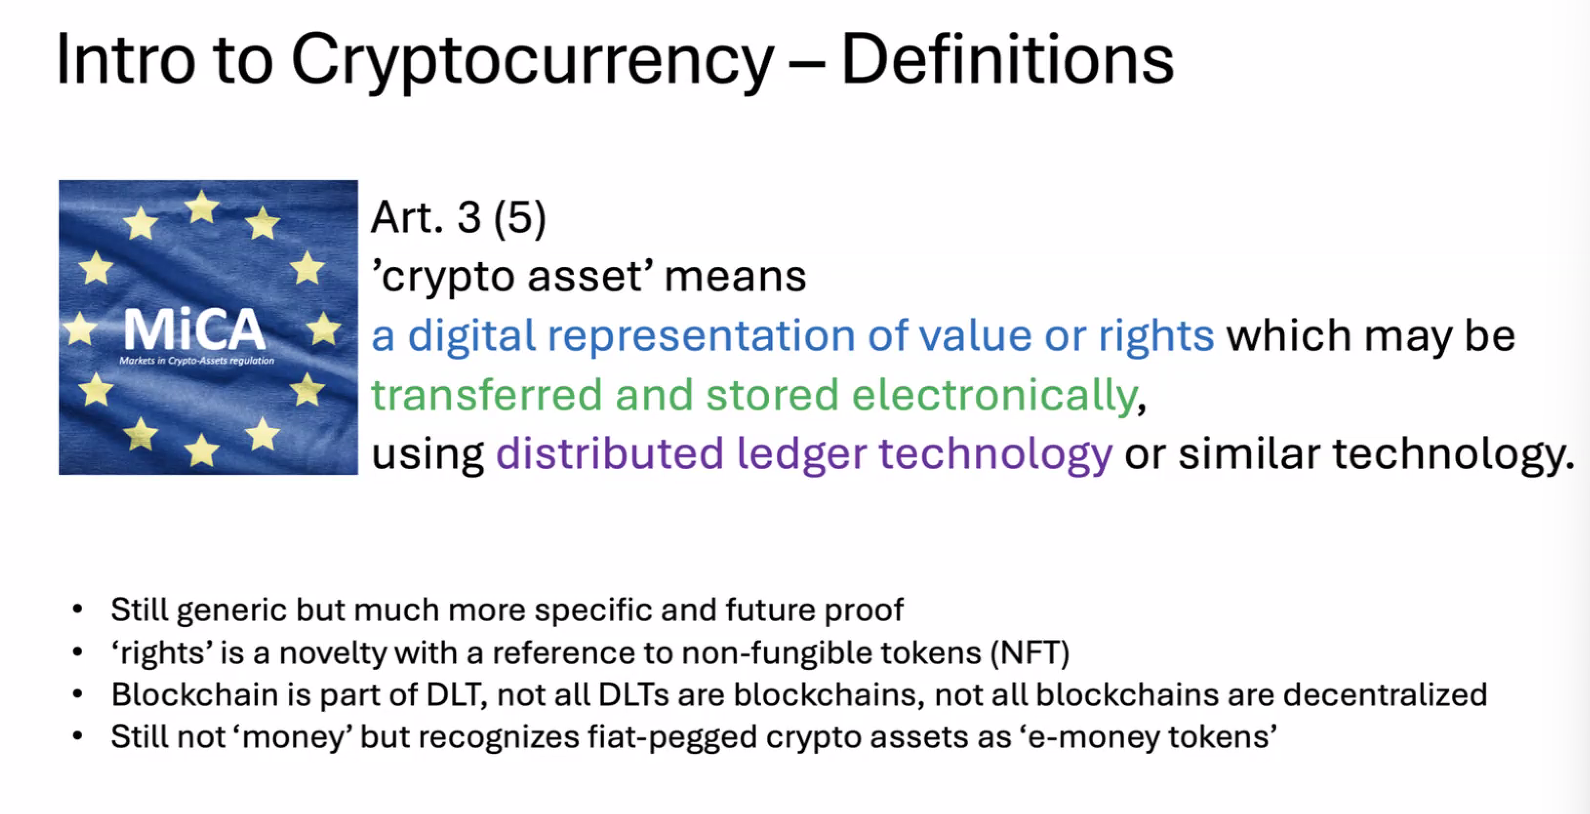 Intro to Cryptocurrency – Definitions
MiCA
Markets in Crypto-Assets regulation
Art. 3 (5)
’crypto asset’ means
a digital representation of value or rights which may be
transferred and stored electronically,
using distributed ledger technology or similar technology.
• Still generic but much more specific and future proof
• ‘rights’ is a novelty with a reference to non-fungible tokens (NFT)
• Blockchain is part of DLT, not all DLTs are blockchains, not all blockchains are decentralized
• Still not ‘money’ but recognizes fiat-pegged crypto assets as ‘e-money tokens’